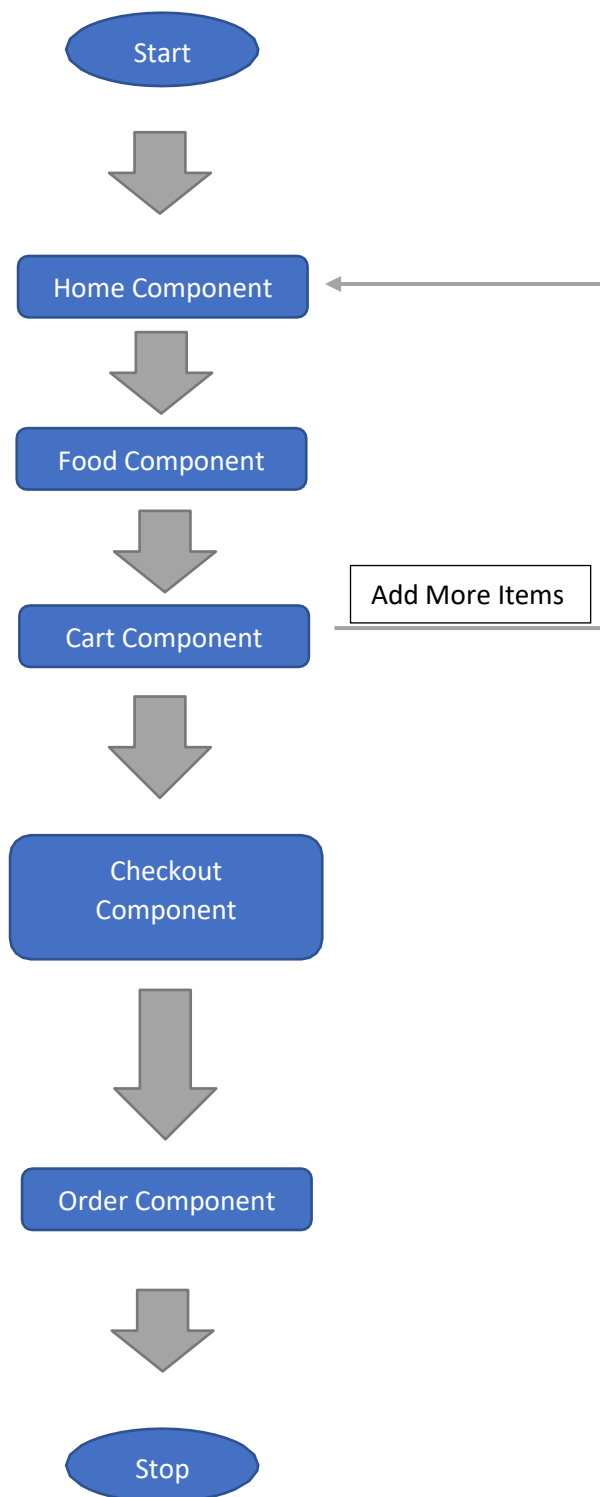 Start
Home Component
Food Component
Add More Items
Cart Component
Checkout
Component
Order Component
Stop